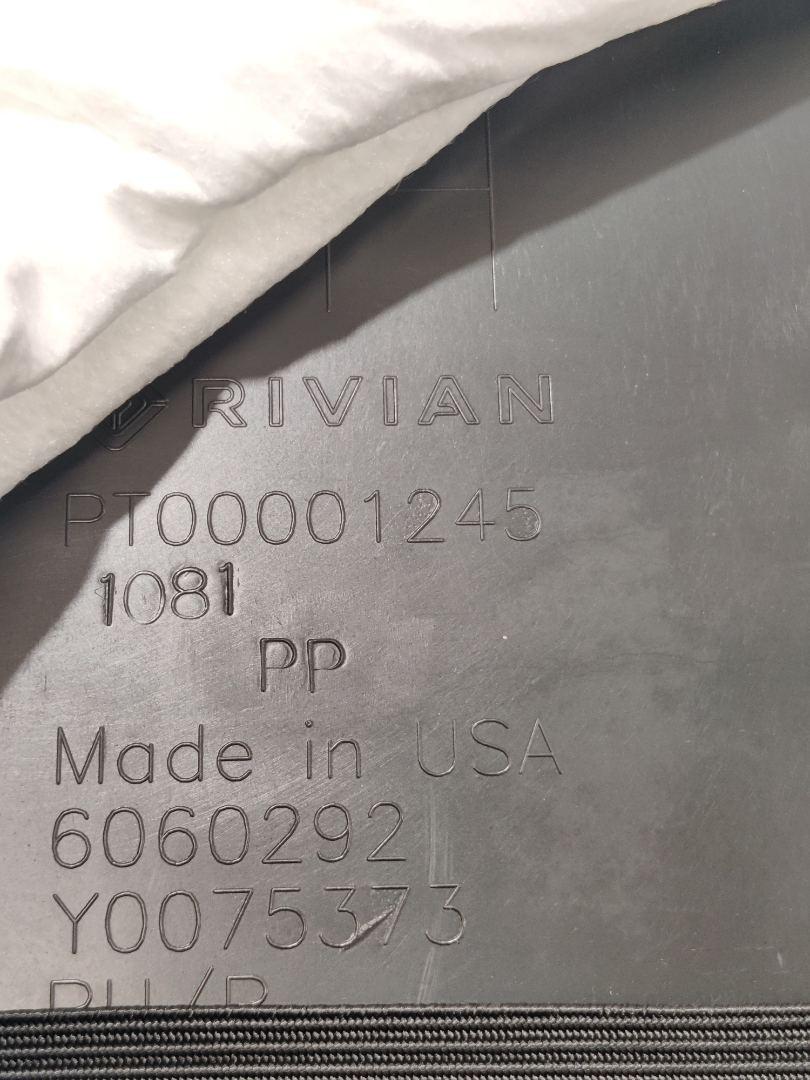 RIVIAN
PT00001245
1081
PP
Made in USA
6060292
Y0075373